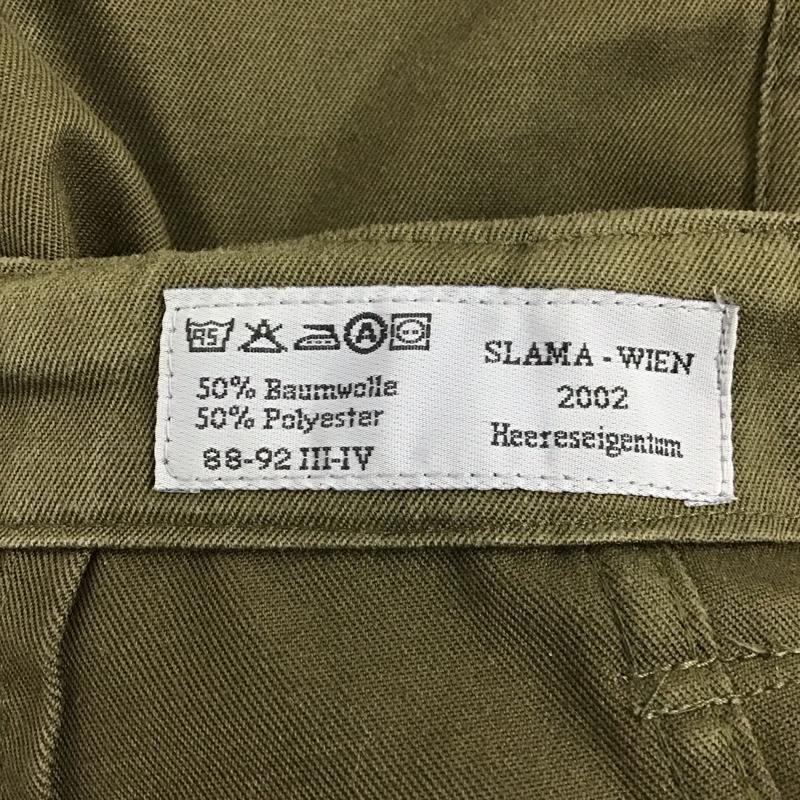 95 A
50% Baumwolle
50% Polyester
88-92 III-IV
SLAMA - WIEN
2002
Heereseigentum